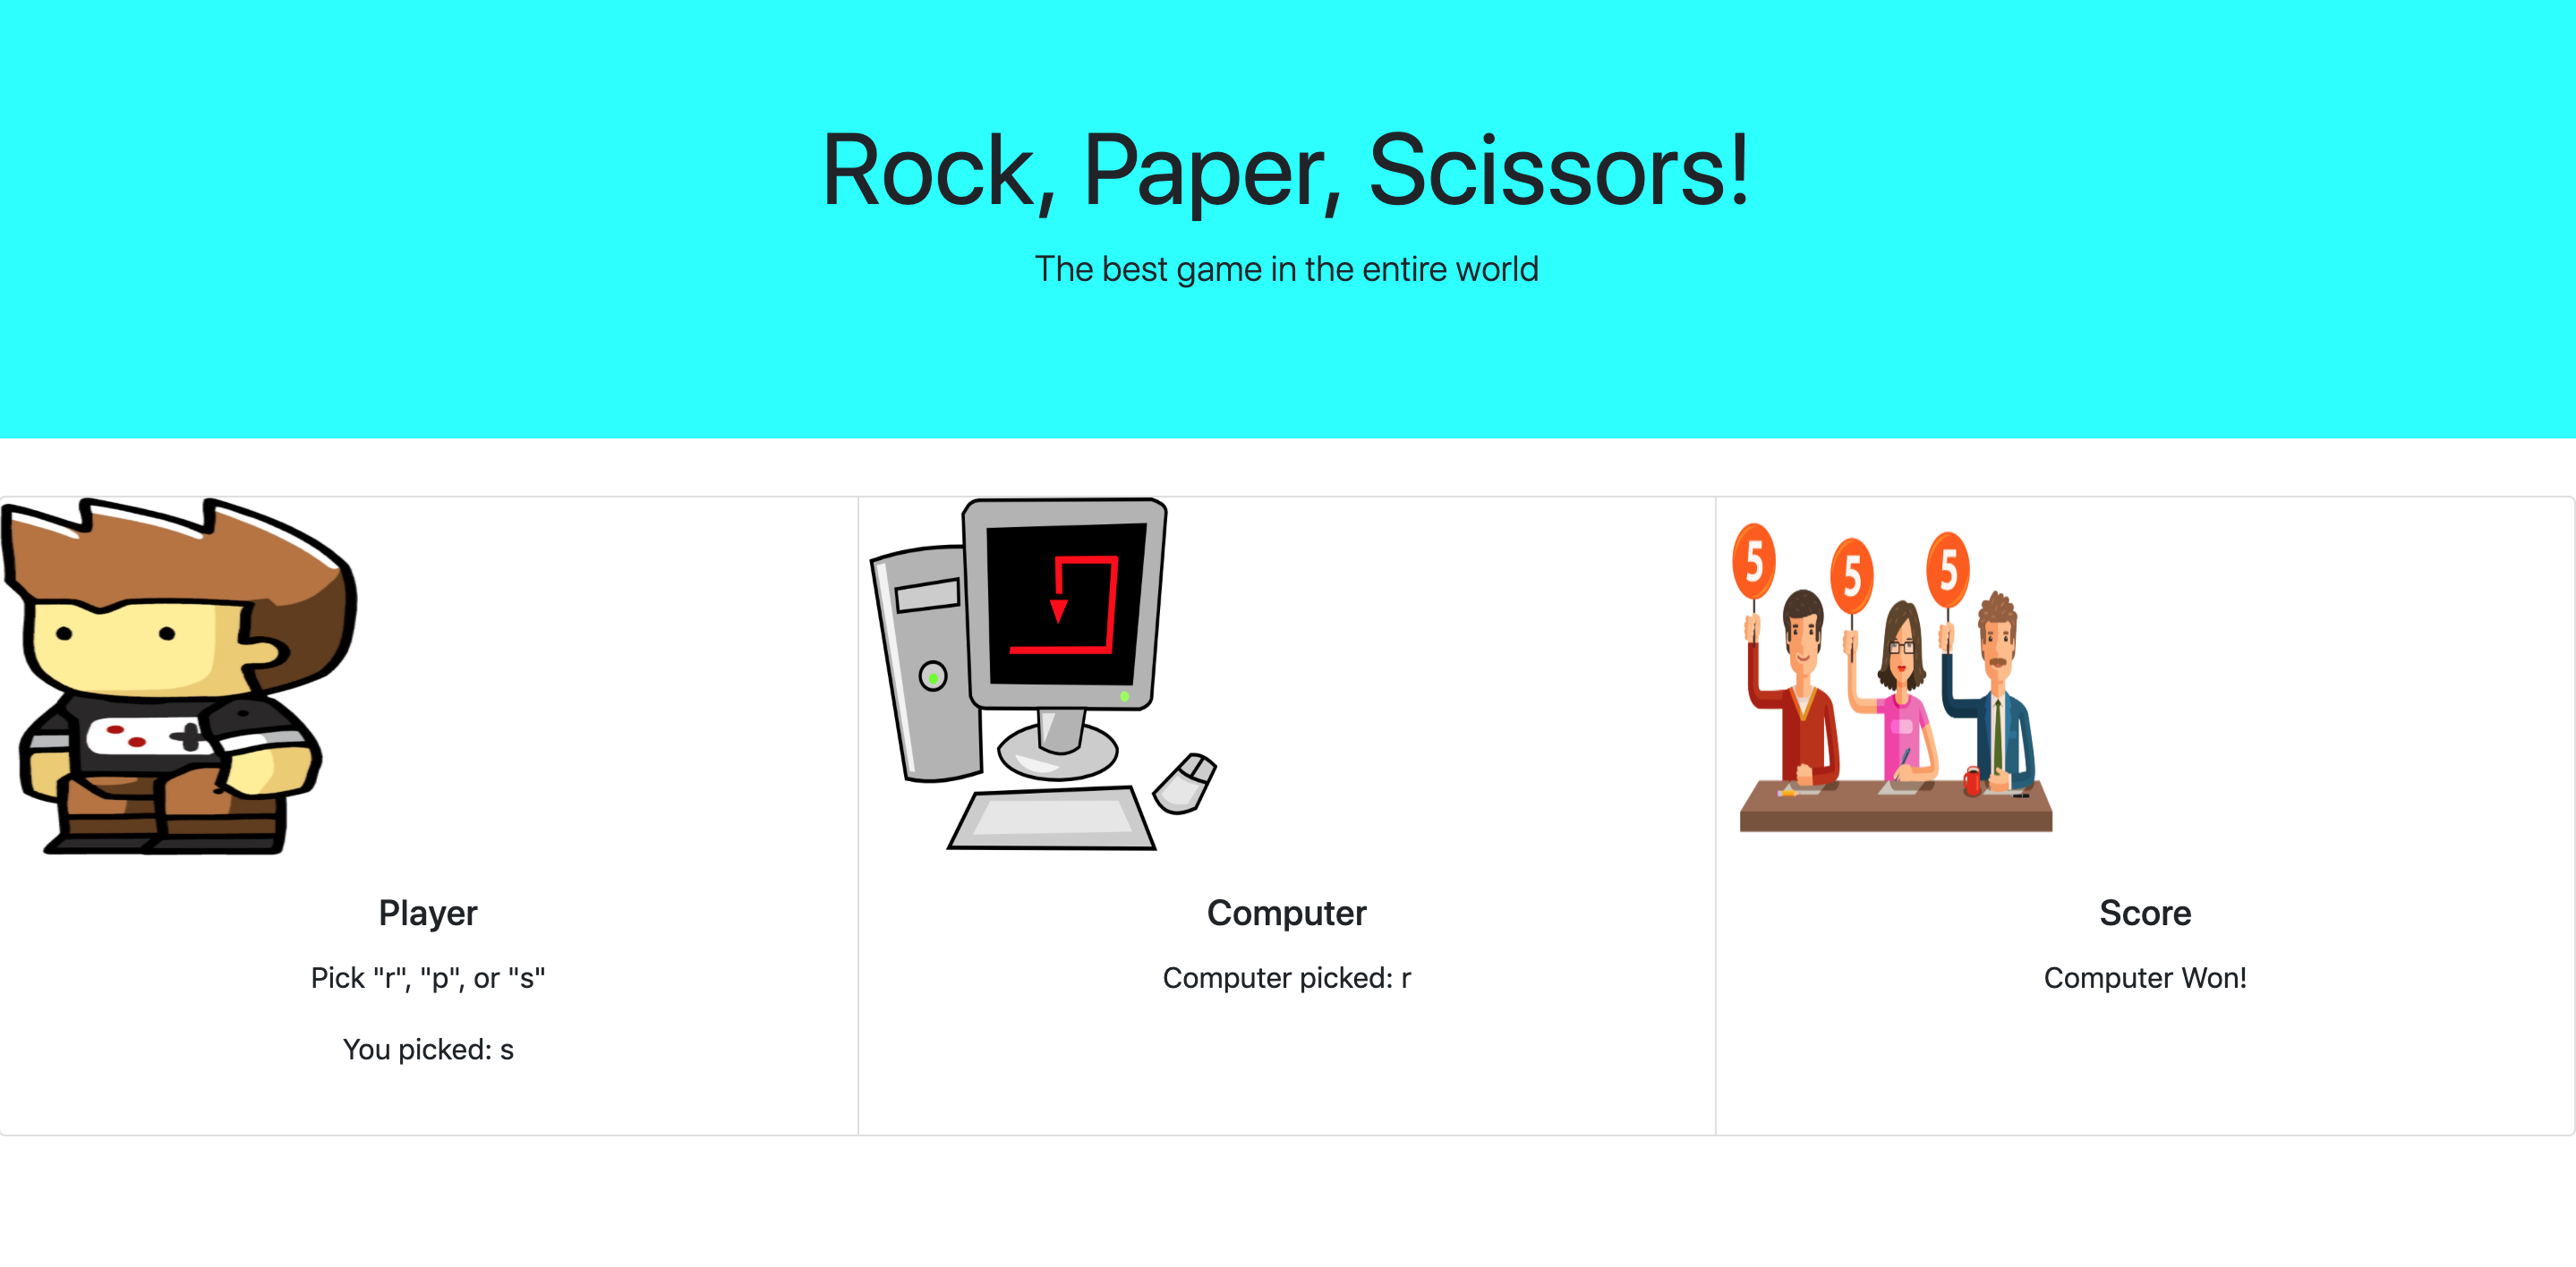 Rock, Paper, Scissors!
The best game in the entire world
5 5 5
Player
Pick "r", "p", or "s"
You picked: s
Computer
Computer picked: r
Score
Computer Won!